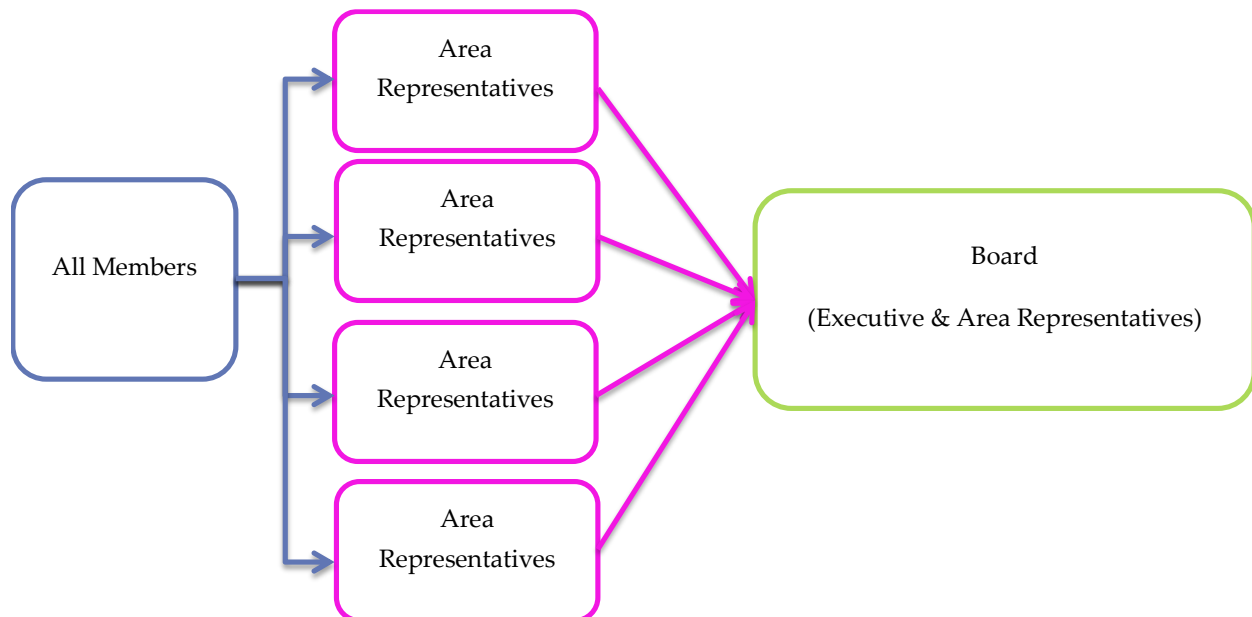 All Members
Area
Representatives
Area
Representatives
Area
Representatives
Area
Representatives
Board
(Executive & Area Representatives)